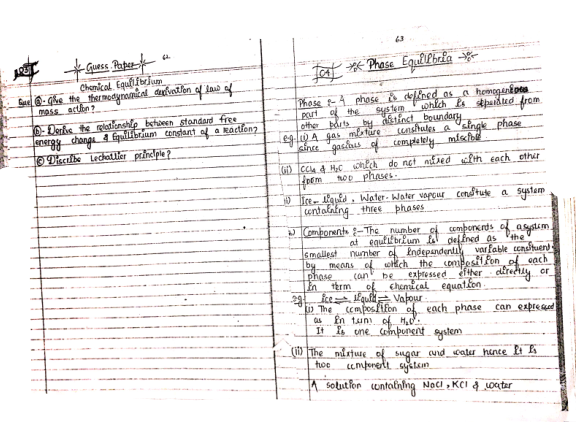 62
Guess Paper
Chemical Equilibrium
Que (a)- Give the thermodynamical derivation of law of
mass action?
(b)- Derive the relationship between standard free
energy change & Equilibrium constant of a reaction?
(c) Describe Lechatlier principle?
63
Phase Equilibria
Phase :- A phase is defined as a homogeneous
part of the system which is separated from
other parts by distinct boundary
e.g. (i) A gas mixture constitutes a single phase
since gasious of completely miscible
(ii) CCl4 & H2O which do not mixed with each other
form two phases.
Ice - liquid, Water - Water vapour constitute a system
containing three phases
Components :- The number of components of a system
at equilibrium is defined as the
smallest number of independently variable constituent
by means of which the composition of each
phase can be expressed either directly or
in term of chemical equation.
eg: Ice ⇌ liquid ⇌ Vapour
(i) The composition of each phase can expressed
as in term of H2O.
It is one component system
(ii) The mixture of sugar and water hence it is
two component system
A solution containing NaCl, KCl & water